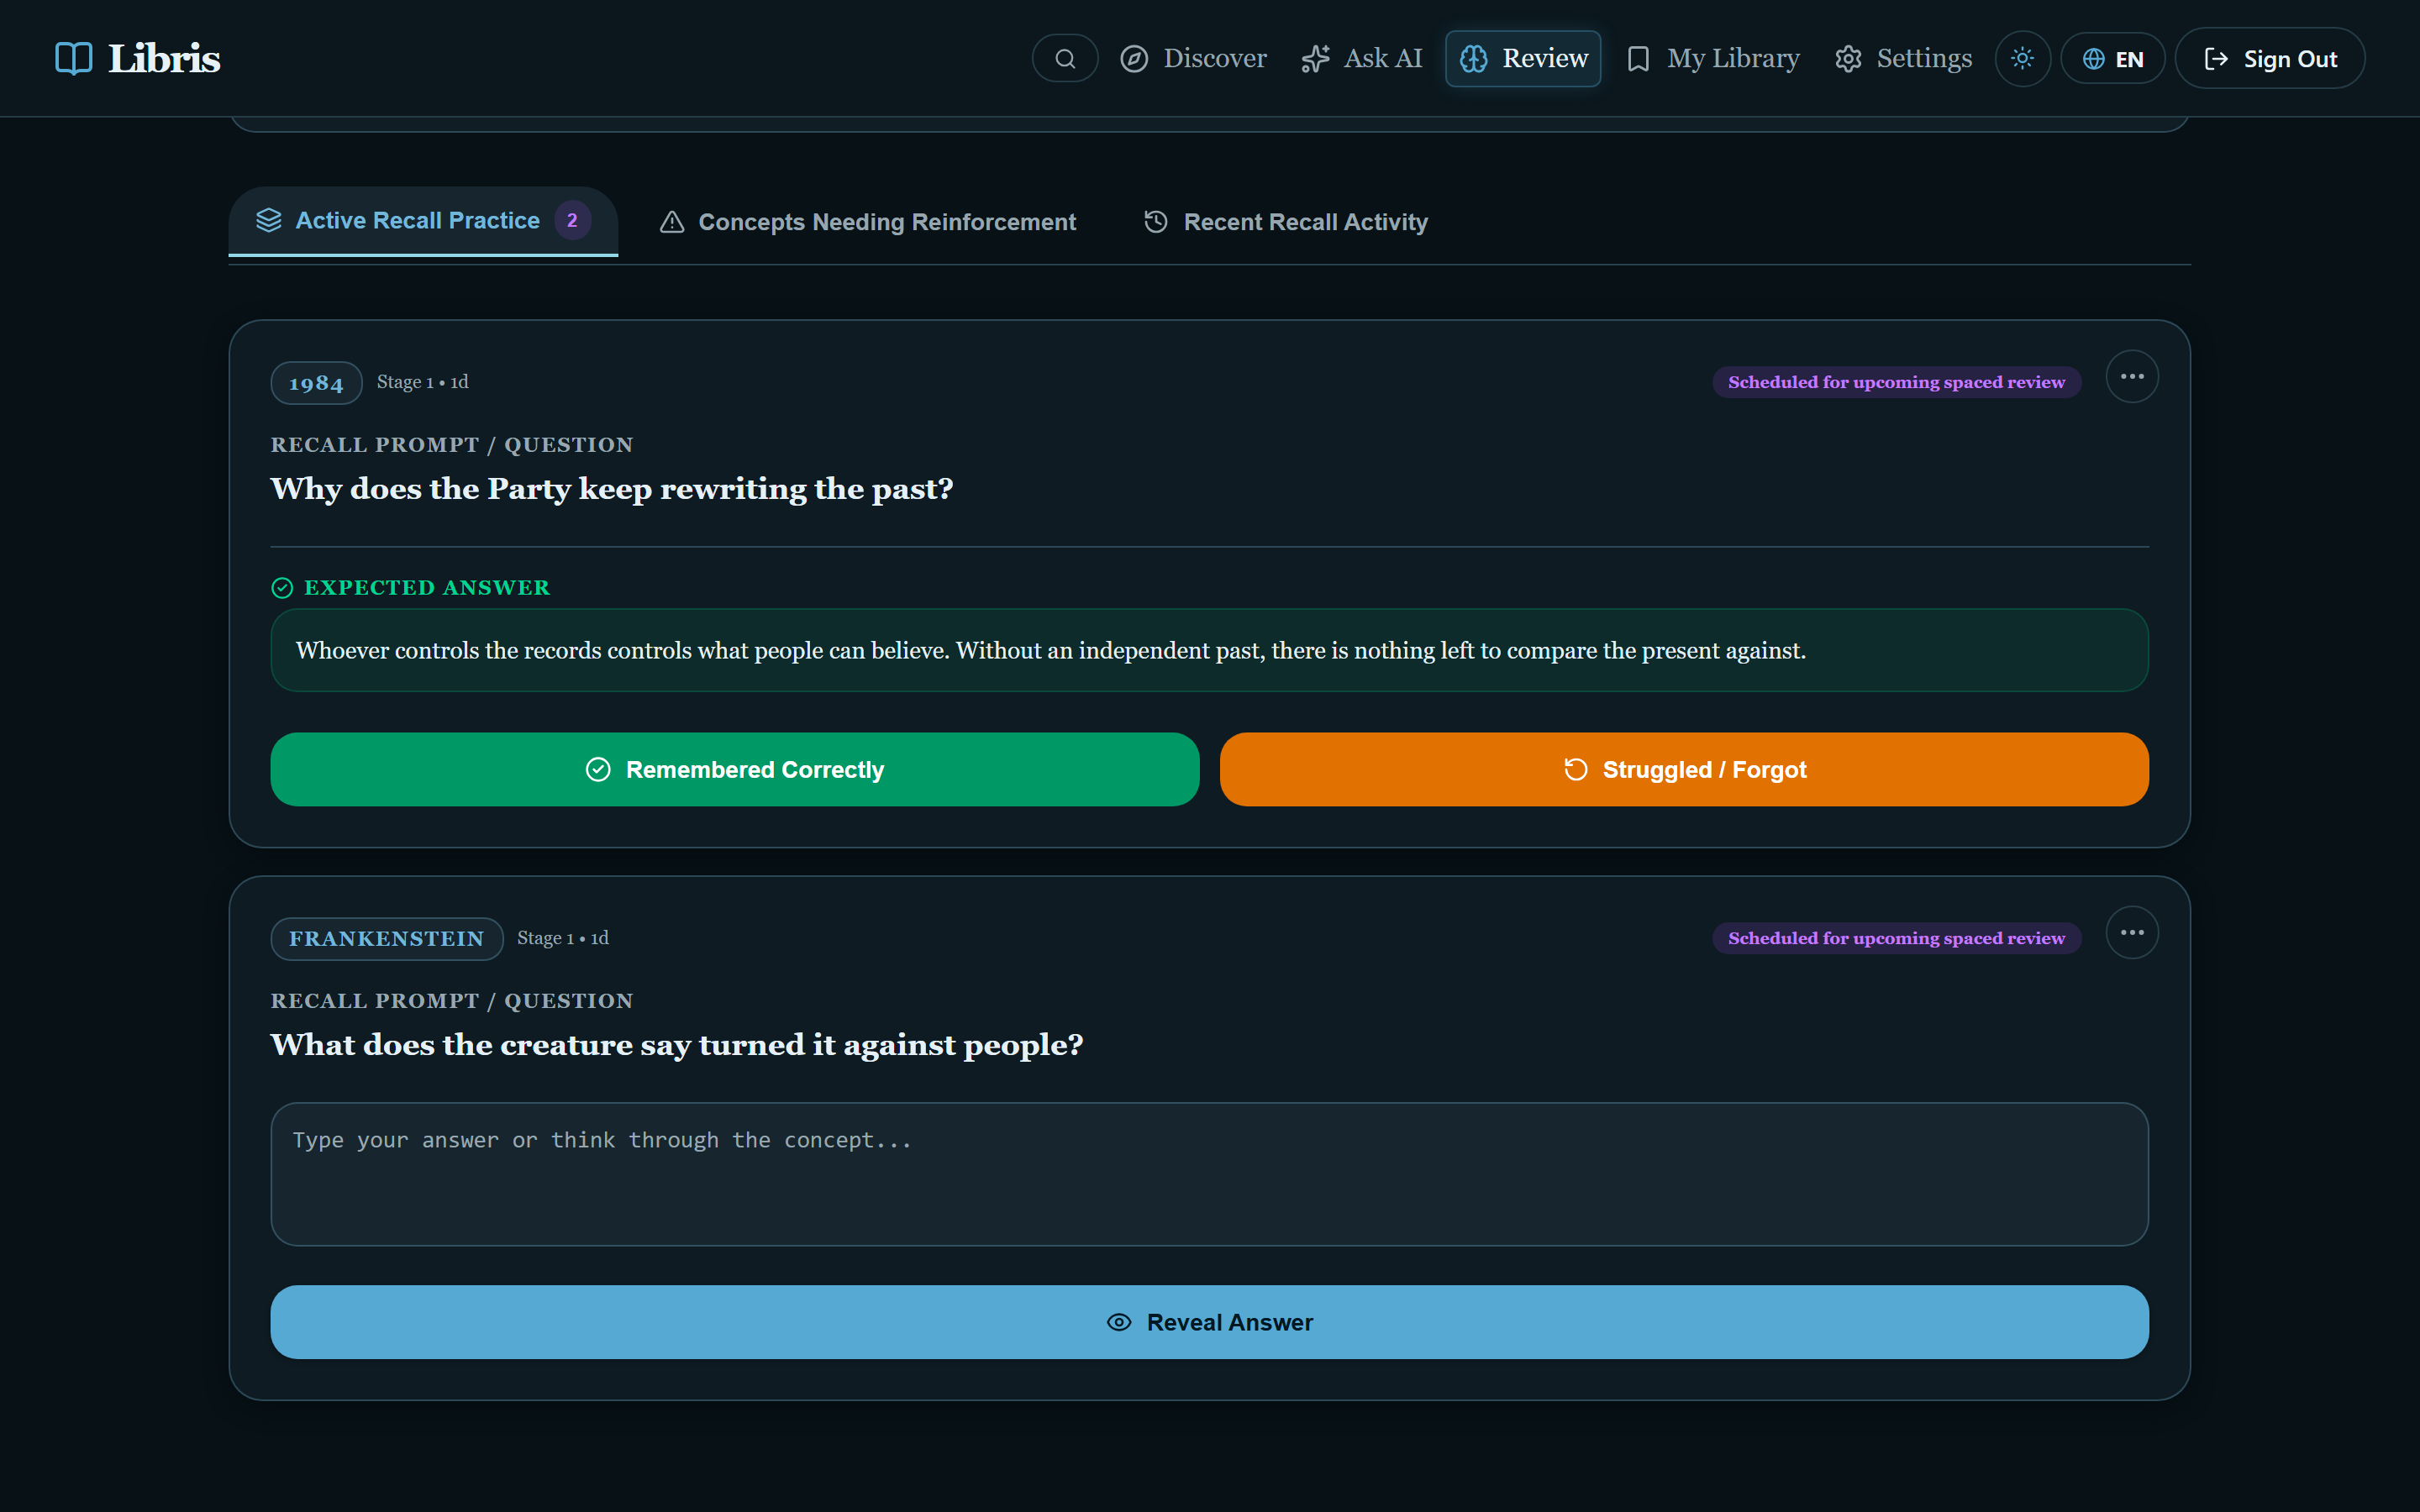 Libris
Discover
Ask AI
Review
My Library
Settings
EN
Sign Out
Active Recall Practice 2
Concepts Needing Reinforcement
Recent Recall Activity
1984
Stage 1 • 1d
Scheduled for upcoming spaced review
RECALL PROMPT / QUESTION
Why does the Party keep rewriting the past?
EXPECTED ANSWER
Whoever controls the records controls what people can believe. Without an independent past, there is nothing left to compare the present against.
Remembered Correctly
Struggled / Forgot
FRANKENSTEIN
Stage 1 • 1d
Scheduled for upcoming spaced review
RECALL PROMPT / QUESTION
What does the creature say turned it against people?
Type your answer or think through the concept...
Reveal Answer